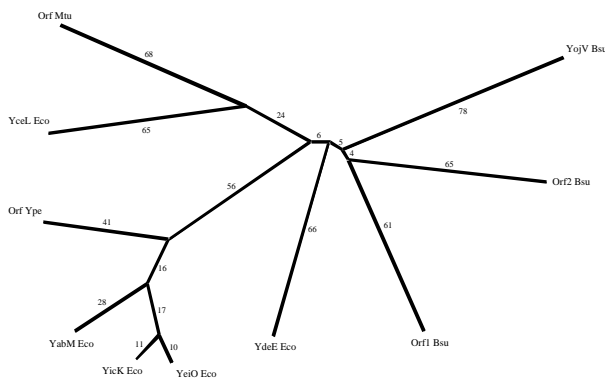 Orf Mtu
YojV Bsu
68
78
YceL Eco
65
24
6
5
4
65
Orf2 Bsu
56
Orf Ype
41
66
61
16
28
17
YabM Eco
11
10
YdeE Eco
Orf1 Bsu
YicK Eco
YeiO Eco